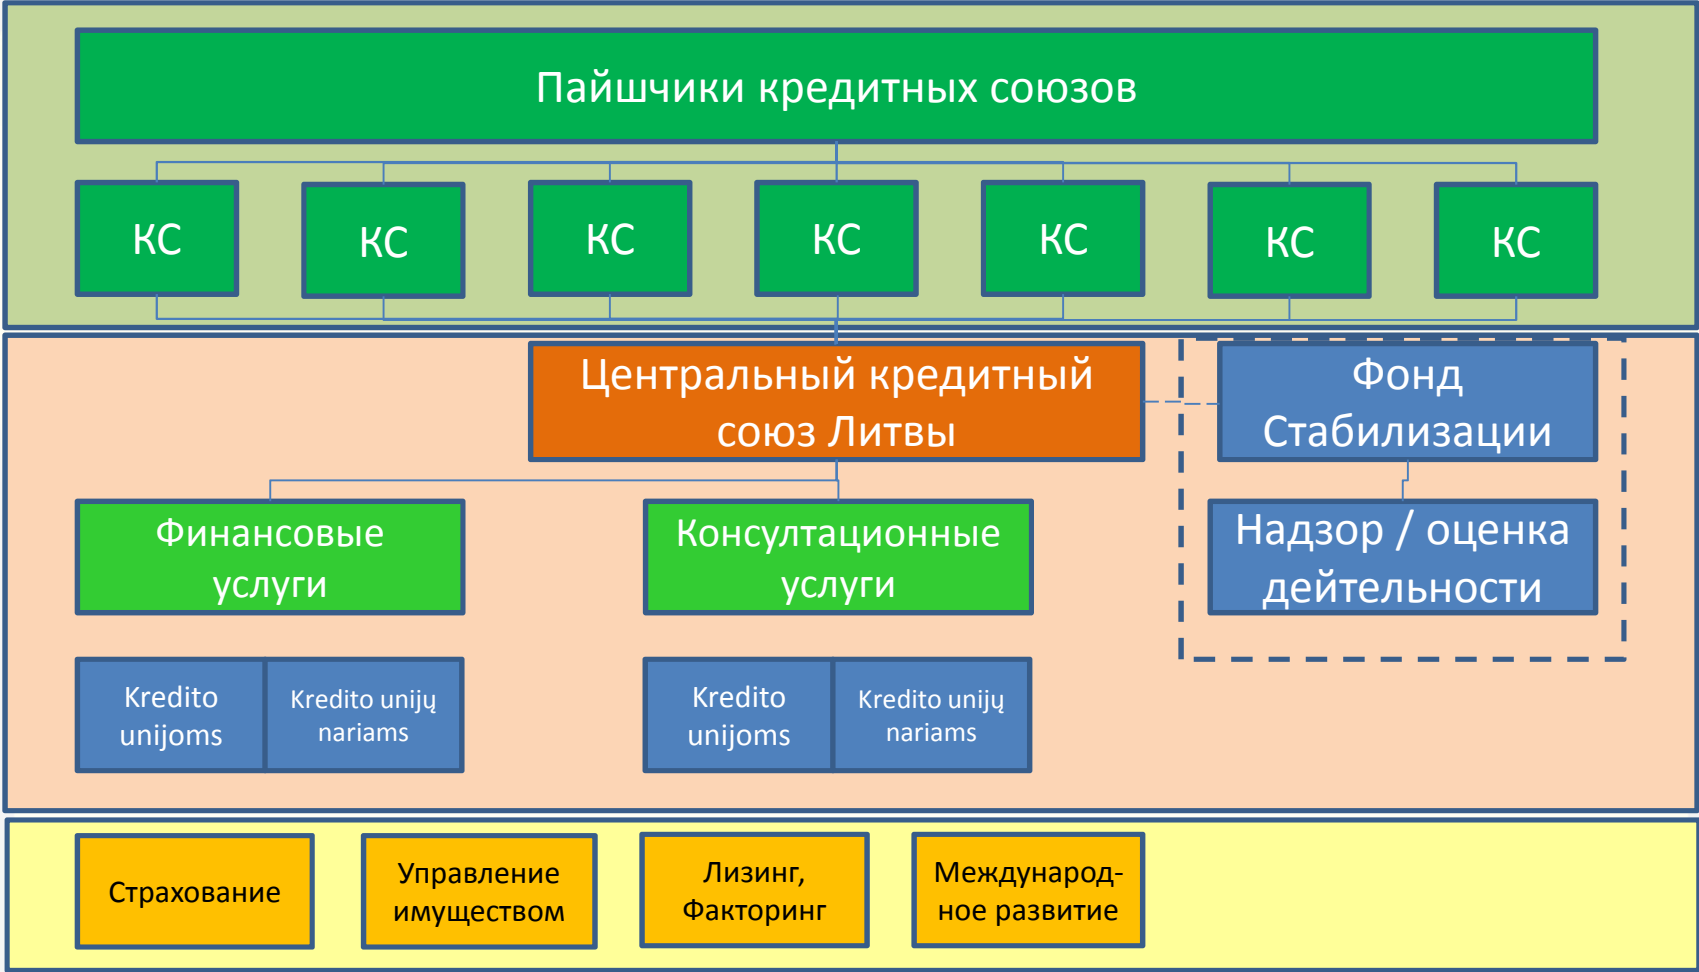 Пайшчики кредитных союзов
КС
КС
КС
КС
КС
КС
КС
Центральный кредитный
союз Литвы
Фонд
Стабилизации
Финансовые
услуги
Консультационные
услуги
Надзор / оценка
дейтельности
Kredito
unijoms
Kredito unijų
nariams
Kredito
unijoms
Kredito unijų
nariams
Страхование
Управление
имуществом
Лизинг,
Факторинг
Международ-
ное развитие